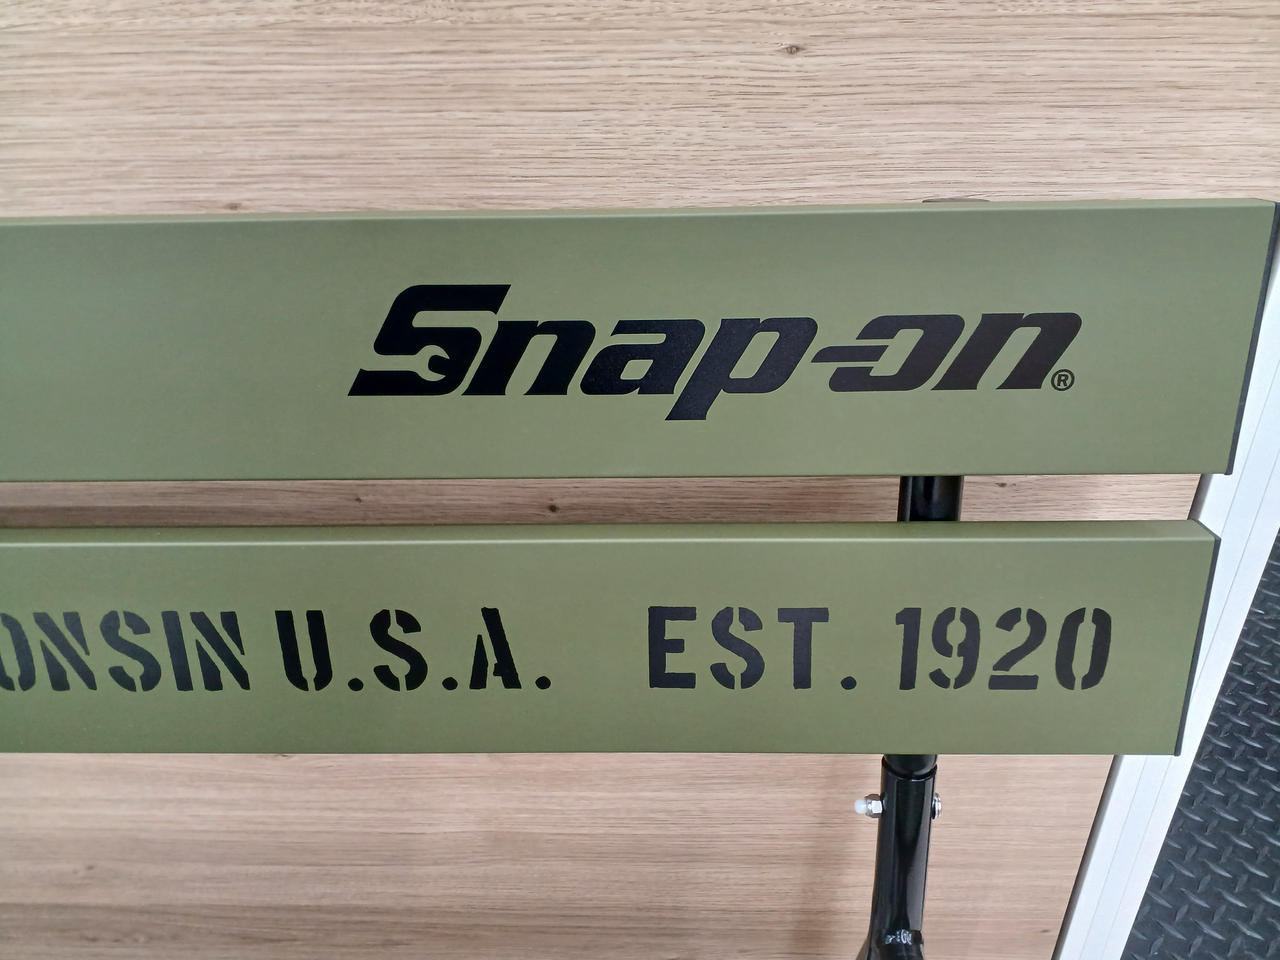 Snap-on®
ONSIN U.S.A. EST. 1920